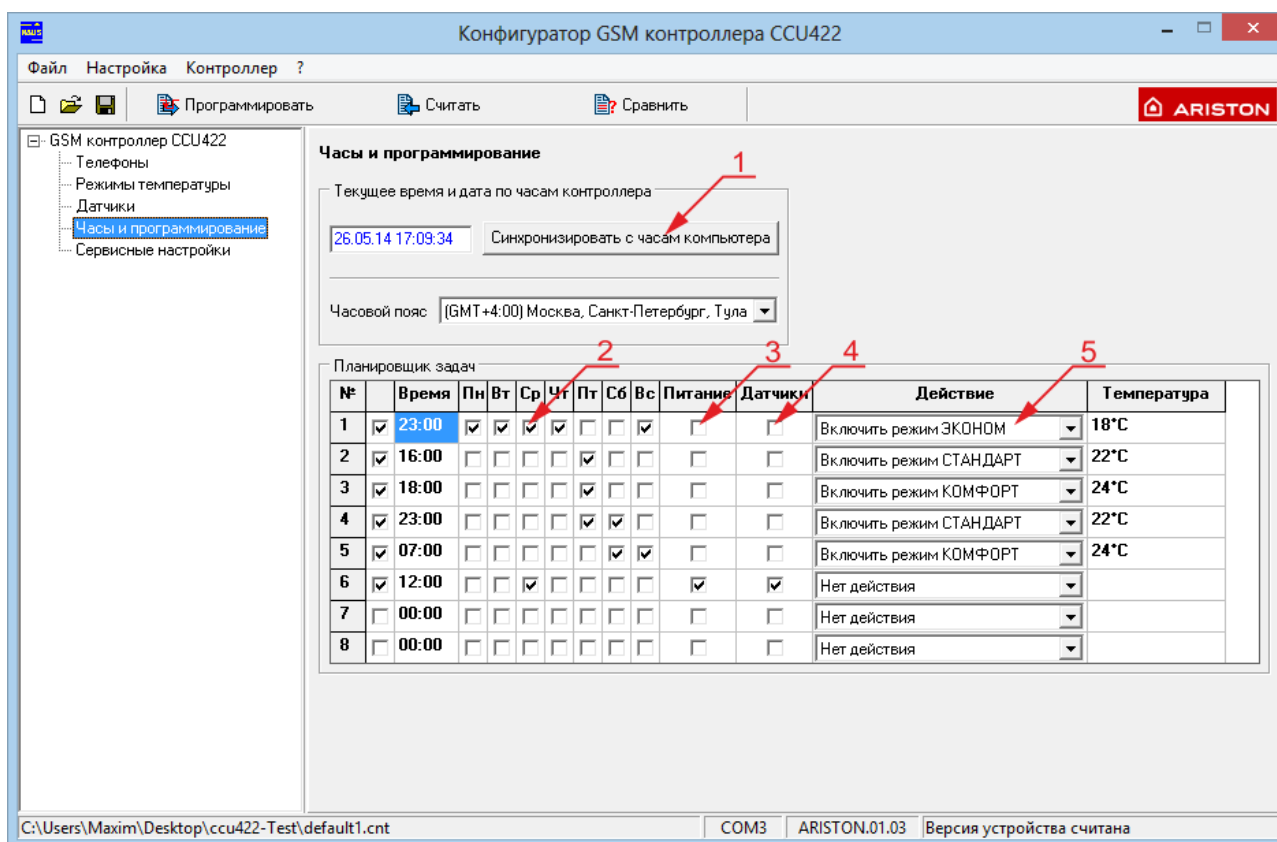 Конфигуратор GSM контроллера CCU422
Файл Настройка Контроллер ?
Программировать Считать Сравнить ARISTON
GSM контроллер CCU422
Телефоны
Режимы температуры
Датчики
Часы и программирование
Сервисные настройки
Часы и программирование
1
Текущее время и дата по часам контроллера
26.05.14 17:09:34 Синхронизировать с часам компьютера
Часовой пояс (GMT+4:00) Москва, Санкт-Петербург, Тула
2 3 4 5
Планировщик задач
№ Время Пн Вт Ср Чт Пт Сб Вс Питание Датчики Действие Температура
1 23:00 Включить режим ЭКОНОМ 18°C
2 16:00 Включить режим СТАНДАРТ 22°C
3 18:00 Включить режим КОМФОРТ 24°C
4 23:00 Включить режим СТАНДАРТ 22°C
5 07:00 Включить режим КОМФОРТ 24°C
6 12:00 Нет действия
7 00:00 Нет действия
8 00:00 Нет действия
C:\Users\Maxim\Desktop\ccu422-Test\default1.cnt COM3 ARISTON.01.03 Версия устройства считана